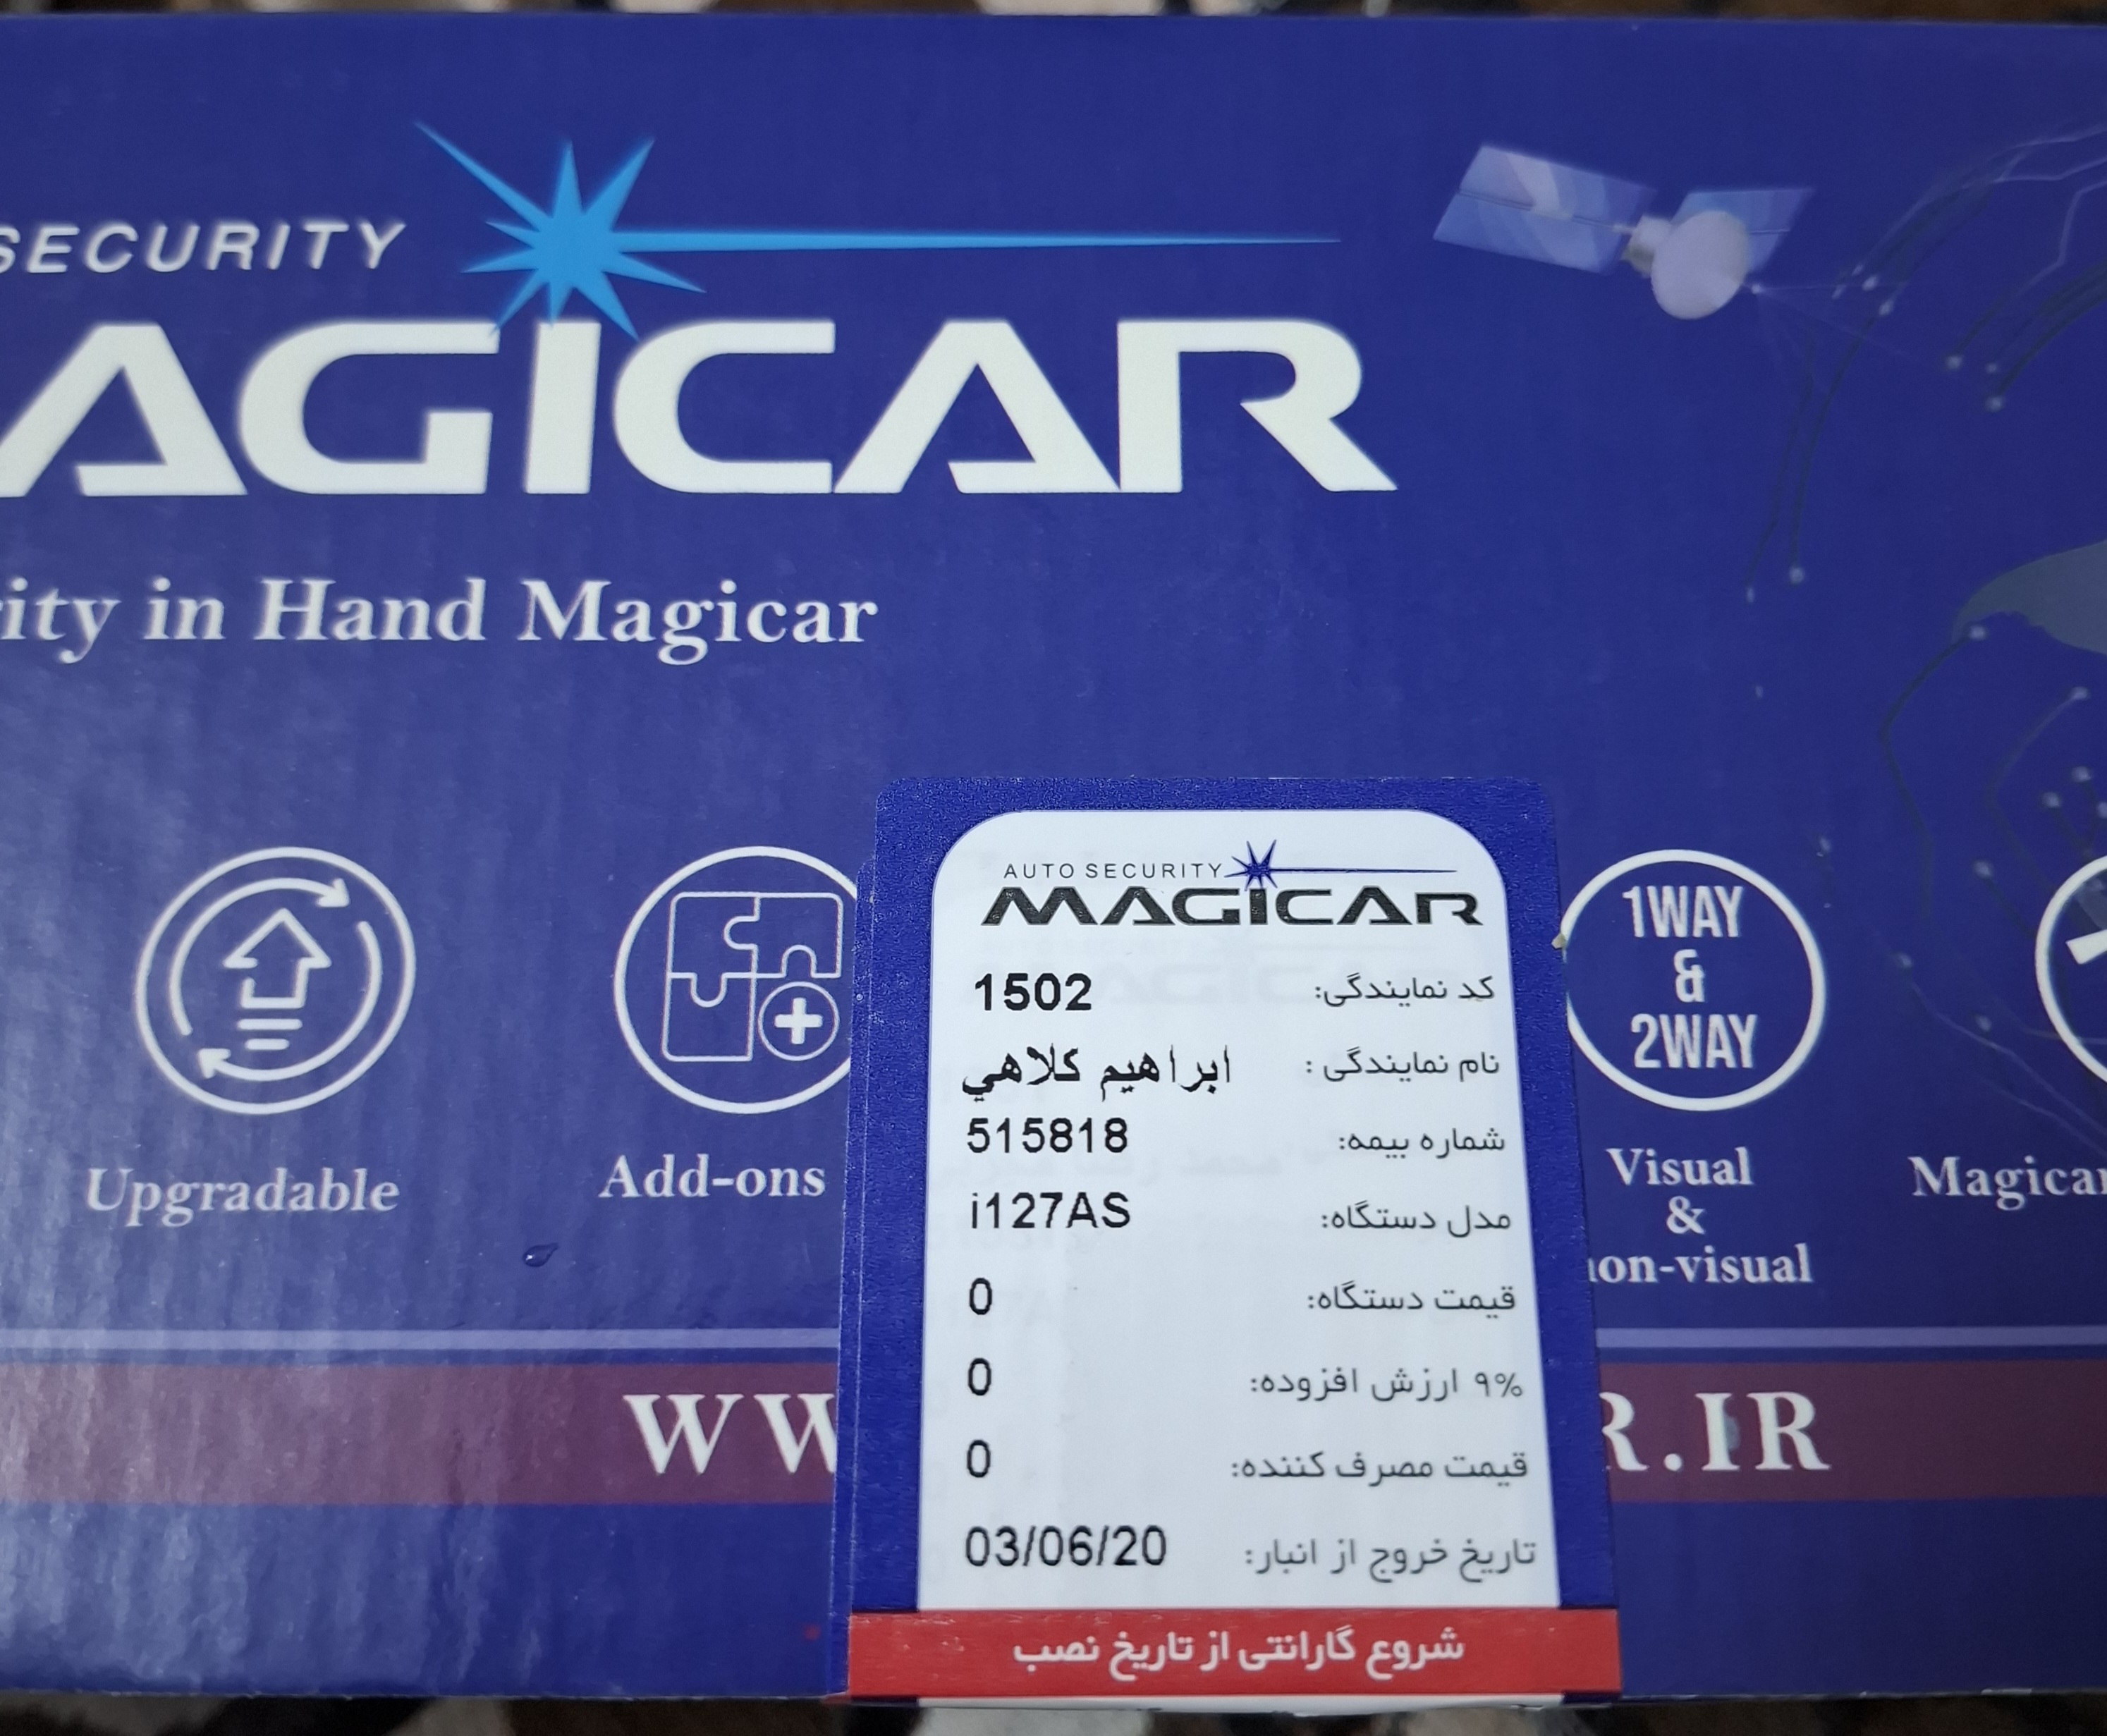 SECURITY
AGICAR
in Hand Magicar
Upgradable
Add-ons
1WAY
&
2WAY
Visual
&
non-visual
Magicar
WW
R.IR
AUTO SECURITY
MAGICAR
کد نمایندگی: 1502
نام نمایندگی : ابراهيم كلاهي
شماره بیمه: 515818
مدل دستگاه: i127AS
قیمت دستگاه: 0
۹% ارزش افزوده: 0
قیمت مصرف کننده: 0
تاریخ خروج از انبار: 03/06/20
شروع گارانتی از تاریخ نصب